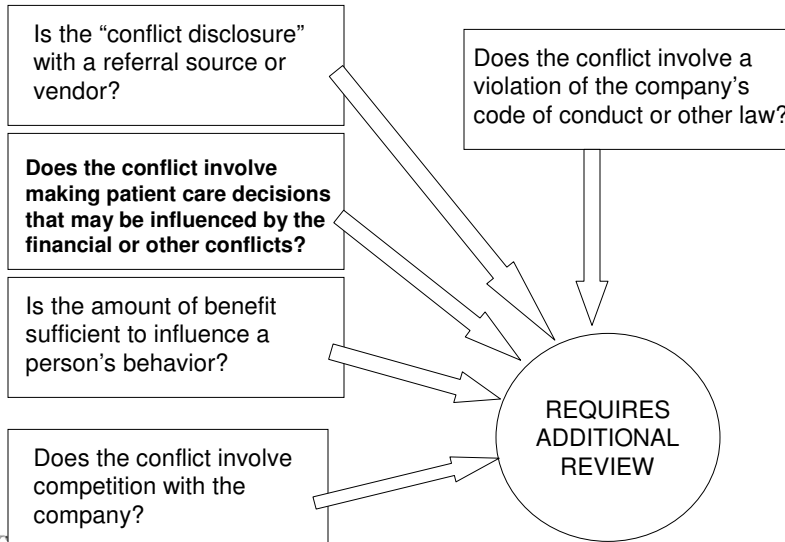 Is the “conflict disclosure”
with a referral source or
vendor?
Does the conflict involve
making patient care decisions
that may be influenced by the
financial or other conflicts?
Is the amount of benefit
sufficient to influence a
person’s behavior?
Does the conflict involve
competition with the
company?
Does the conflict involve a
violation of the company’s
code of conduct or other law?
REQUIRES
ADDITIONAL
REVIEW